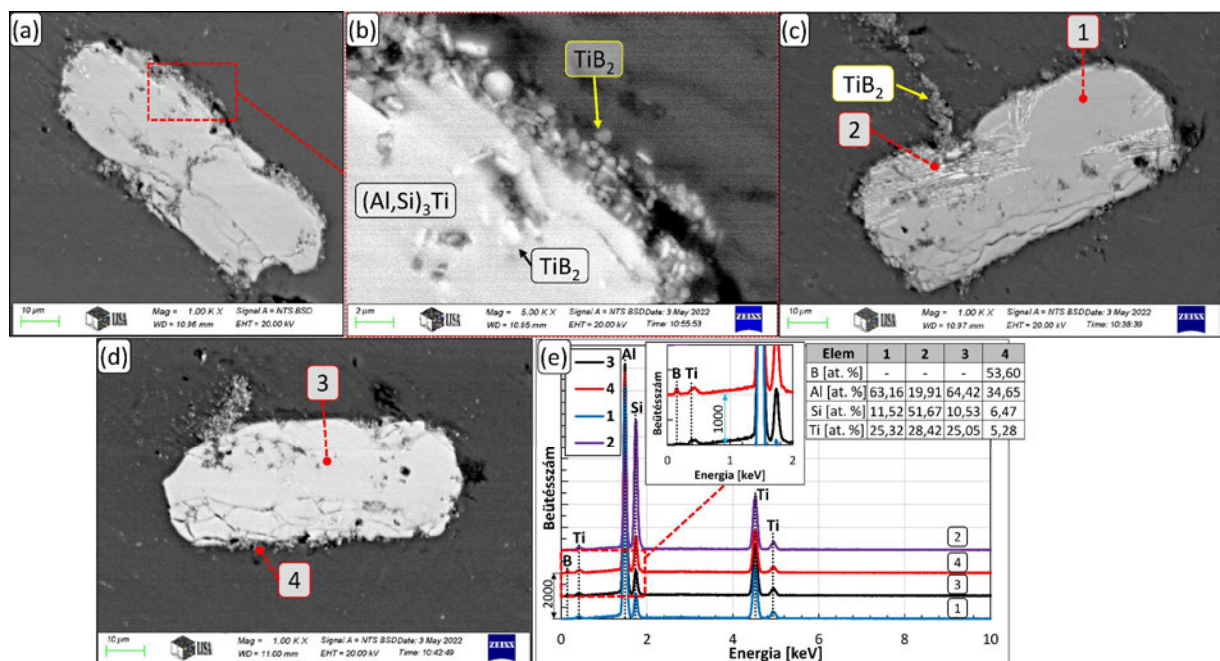 (a)
10 µm
LISA
Mag = 1.00 K X
WD = 10.96 mm
Signal A = NTS BSD
EHT = 20.00 kV
(b)
TiB2
(Al,Si)3Ti
TiB2
2 µm
Mag = 5.00 K X
WD = 10.95 mm
Signal A = NTS BSD Date: 3 May 2022
EHT = 20.00 kV Time: 10:55:53
ZEISS
(c)
1
TiB2
2
10 µm
LISA
Mag = 1.00 K X
WD = 10.97 mm
Signal A = NTS BSD Date: 3 May 2022
EHT = 20.00 kV Time: 10:38:39
ZEISS
(d)
3
4
10 µm
LISA
Mag = 1.00 K X
WD = 11.00 mm
Signal A = NTS BSD Date: 3 May 2022
EHT = 20.00 kV Time: 10:42:49
ZEISS
(e)
3
4
1
2
Beütésszám
Al
Si
Ti
B
2000
Ti
Ti
2
4
3
1
0 2 4 6 8 10
Energia [keV]
Beütésszám
B Ti
1000
0 1 2
Energia [keV]
Elem 1 2 3 4
B [at. %] - - - 53,60
Al [at. %] 63,16 19,91 64,42 34,65
Si [at. %] 11,52 51,67 10,53 6,47
Ti [at. %] 25,32 28,42 25,05 5,28